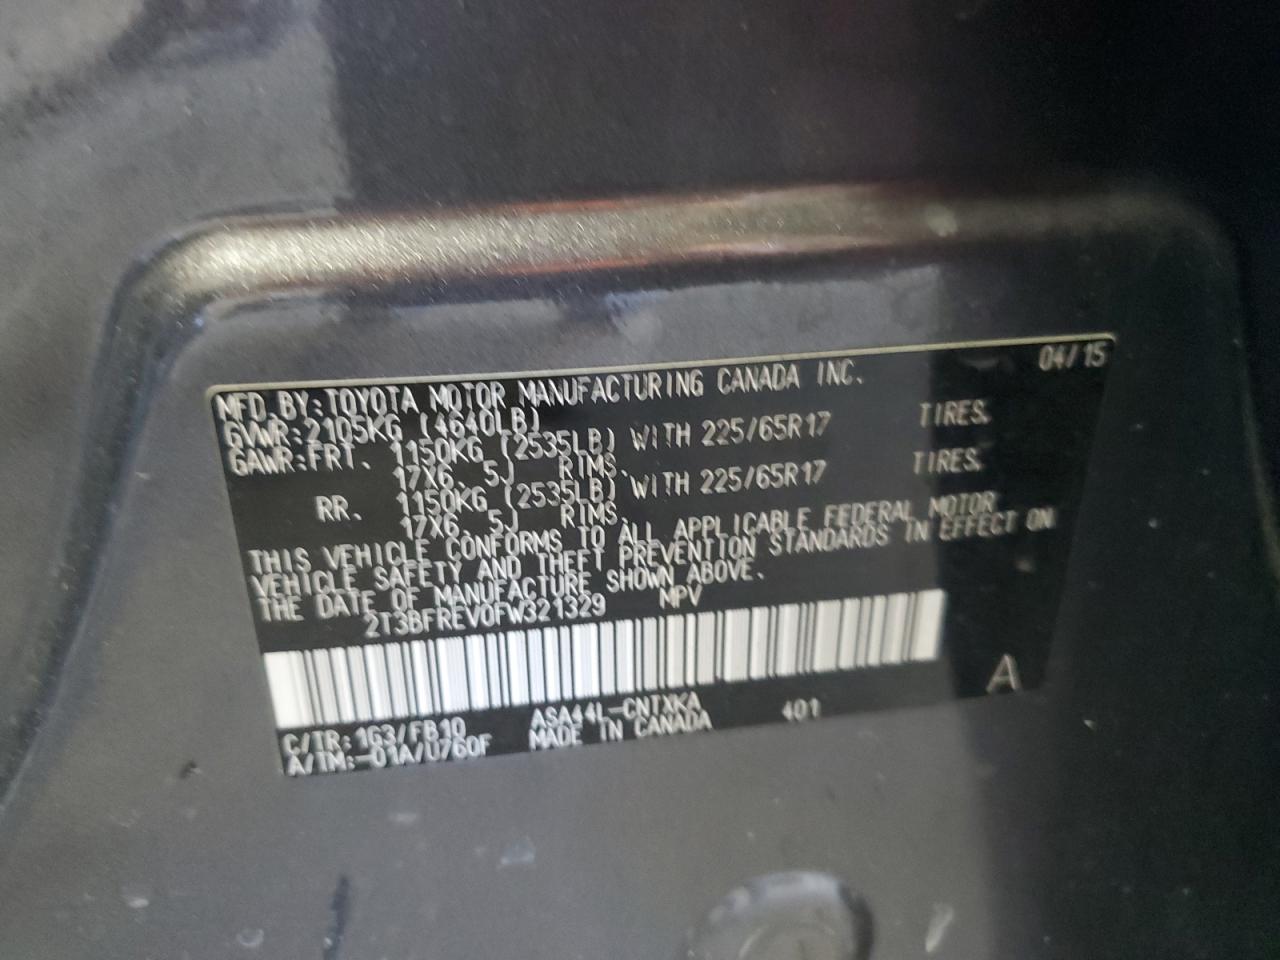 04/15
MFD.BY:TOYOTA MOTOR MANUFACTURING CANADA INC.
GVWR:2105KG (4640LB)
GAWR:FRT. 1150KG (2535LB) WITH 225/65R17 TIRES,
17X6.5J RIMS,
RR. 1150KG (2535LB) WITH 225/65R17 TIRES,
17X6.5J RIMS,
THIS VEHICLE CONFORMS TO ALL APPLICABLE FEDERAL MOTOR
VEHICLE SAFETY AND THEFT PREVENTION STANDARDS IN EFFECT ON
THE DATE OF MANUFACTURE SHOWN ABOVE.
2T3BFREV0FW321329 MPV
A
C/TR:1G3/FB10 ASA44L-CNTXKA 401
A/TM:-01A/U760F MADE IN CANADA